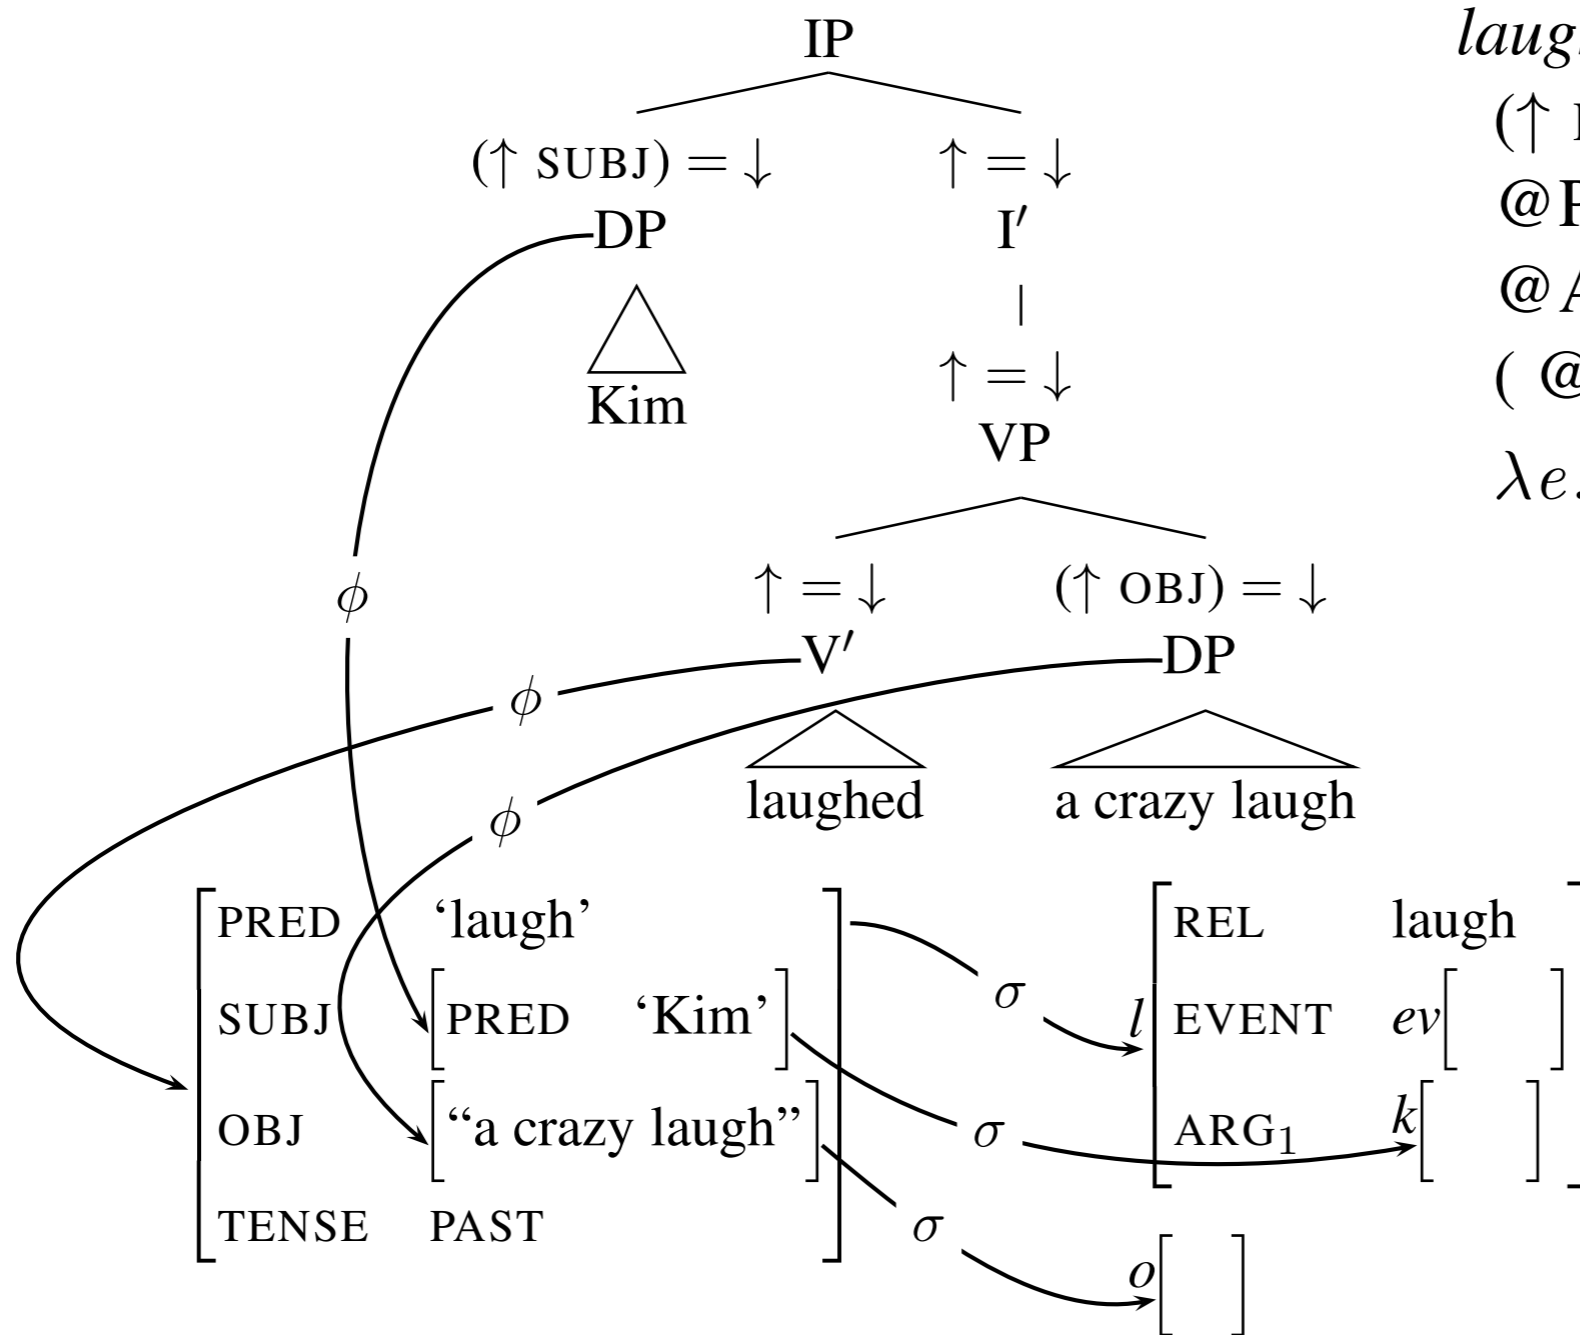 IP
(↑ SUBJ) = ↓ ↑ = ↓
DP I′
Kim
↑ = ↓
VP
↑ = ↓ (↑ OBJ) = ↓
V′ DP
laughed a crazy laugh
ϕ
ϕ
ϕ
PRED ‘laugh’
SUBJ [PRED ‘Kim’]
OBJ [“a crazy laugh”]
TENSE PAST
σ
σ
σ
l
REL laugh
EVENT ev[ ]
ARG1 k[ ]
o[ ]
(↑
@
@A
( @
λe.